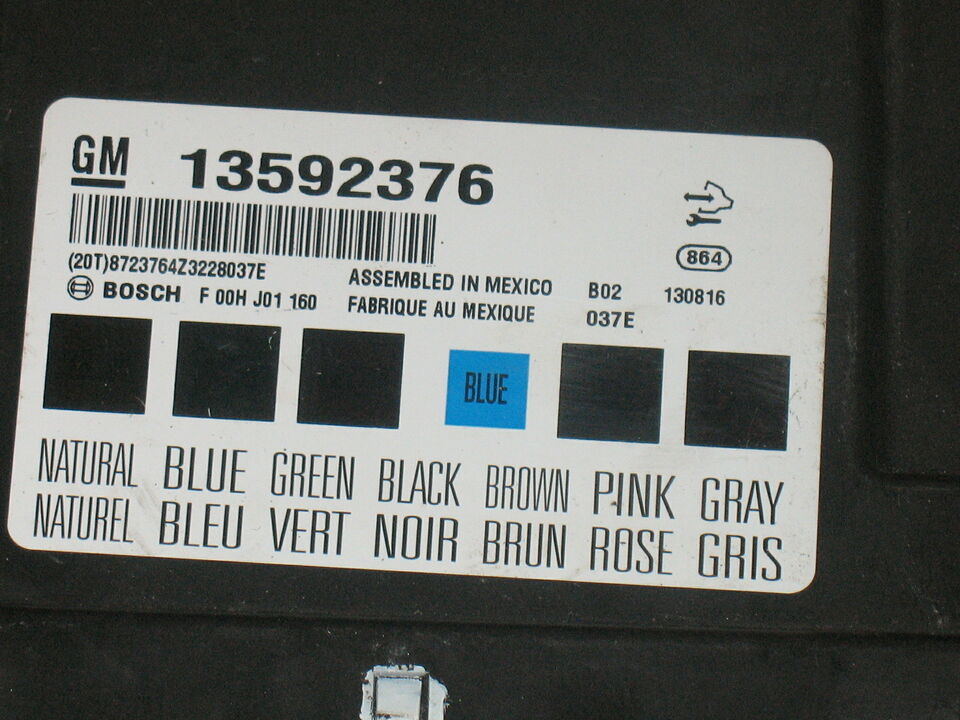 GM 13592376
864
(20T)8723764Z3228037E
ASSEMBLED IN MEXICO B02 130816
BOSCH F 00H J01 160 FABRIQUE AU MEXIQUE 037E
BLUE
NATURAL BLUE GREEN BLACK BROWN PINK GRAY
NATUREL BLEU VERT NOIR BRUN ROSE GRIS